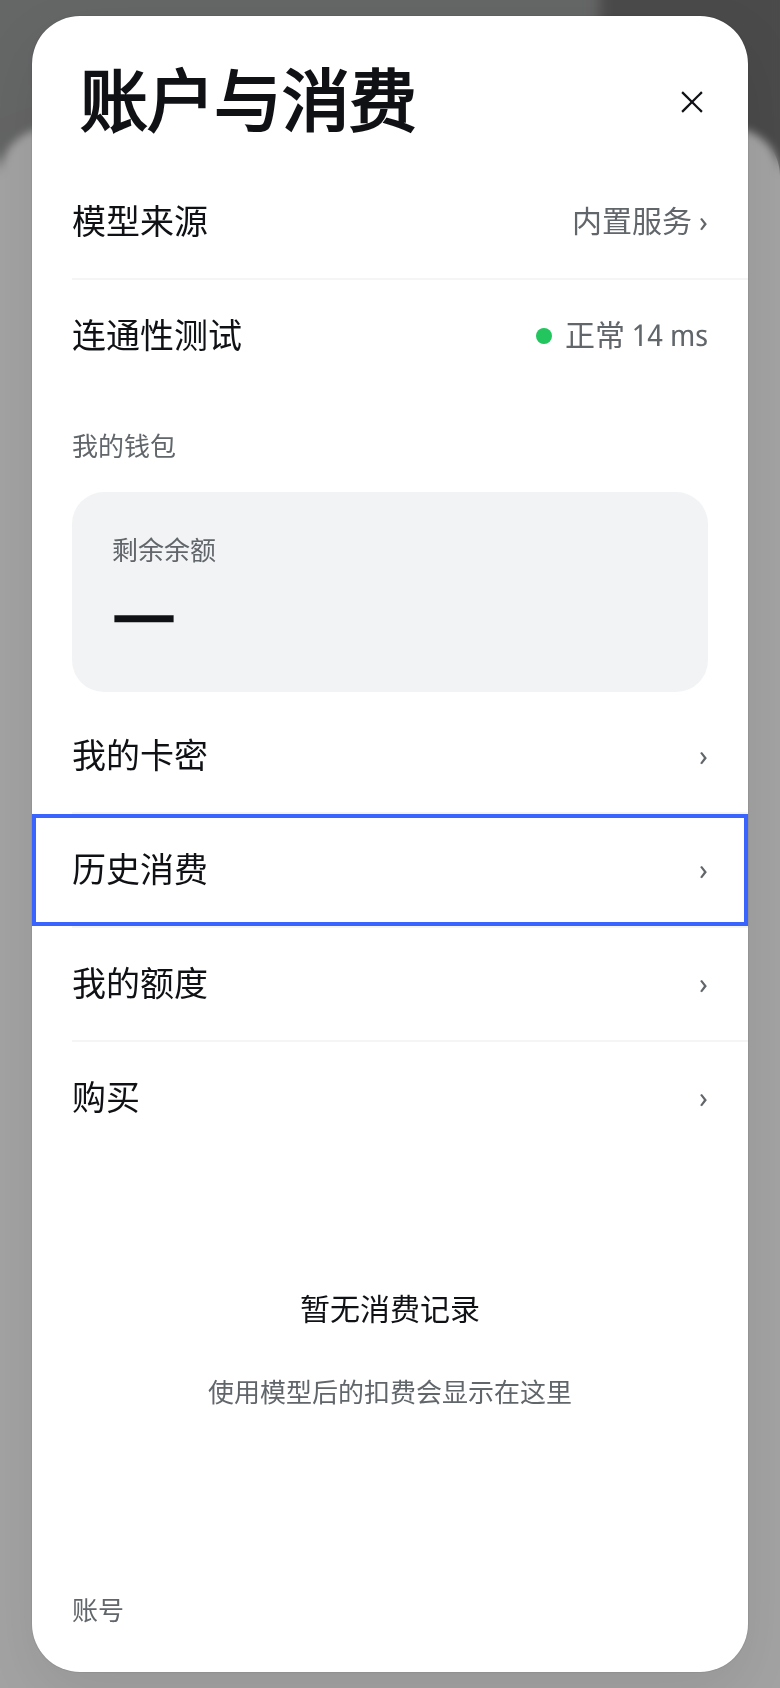 账户与消费
模型来源 内置服务 ›
连通性测试 正常 14 ms
我的钱包
剩余余额
—
我的卡密 ›
历史消费 ›
我的额度 ›
购买 ›
暂无消费记录
使用模型后的扣费会显示在这里
账号